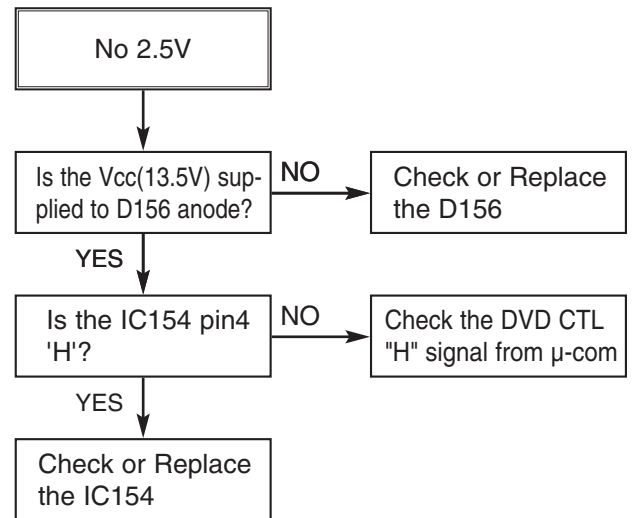 No 2.5V
Is the Vcc(13.5V) sup-
plied to D156 anode?
NO
Check or Replace
the D156
YES
Is the IC154 pin4
'H'?
NO
Check the DVD CTL
"H" signal from µ-com
YES
Check or Replace
the IC154